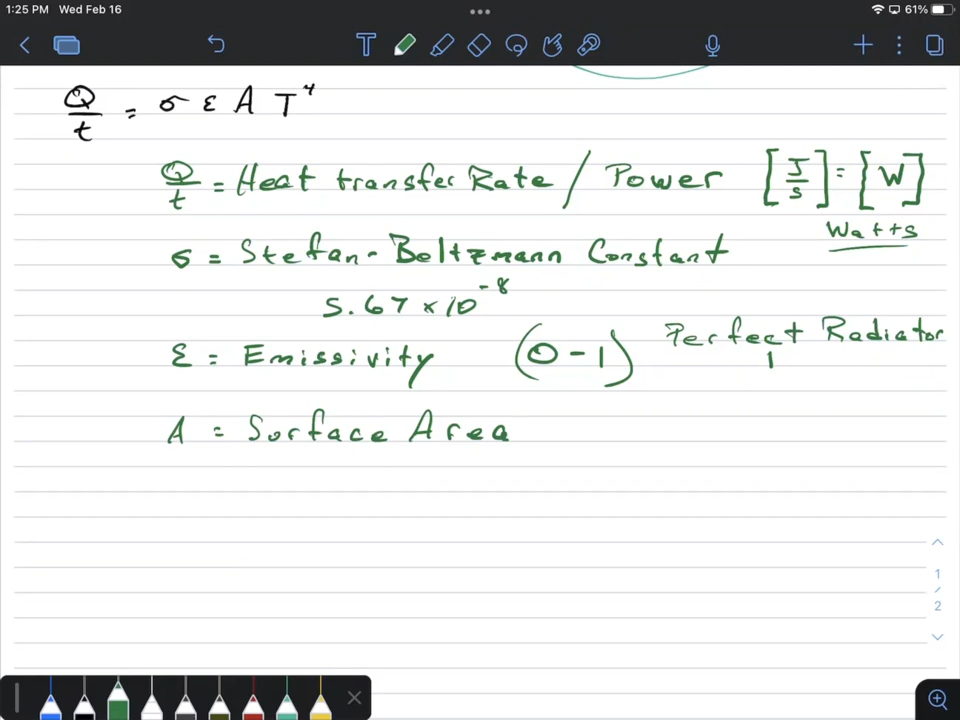 1:25 PM Wed Feb 16 61%
Q/t = σ ε A T⁴
Q/t = Heat transfer Rate / Power [J/s] = [W]
Watts
σ = Stefan-Boltzmann Constant
5.67 × 10⁻⁸
ε = Emissivity (0 - 1) Perfect Radiator
1
A = Surface Area
1
/
2